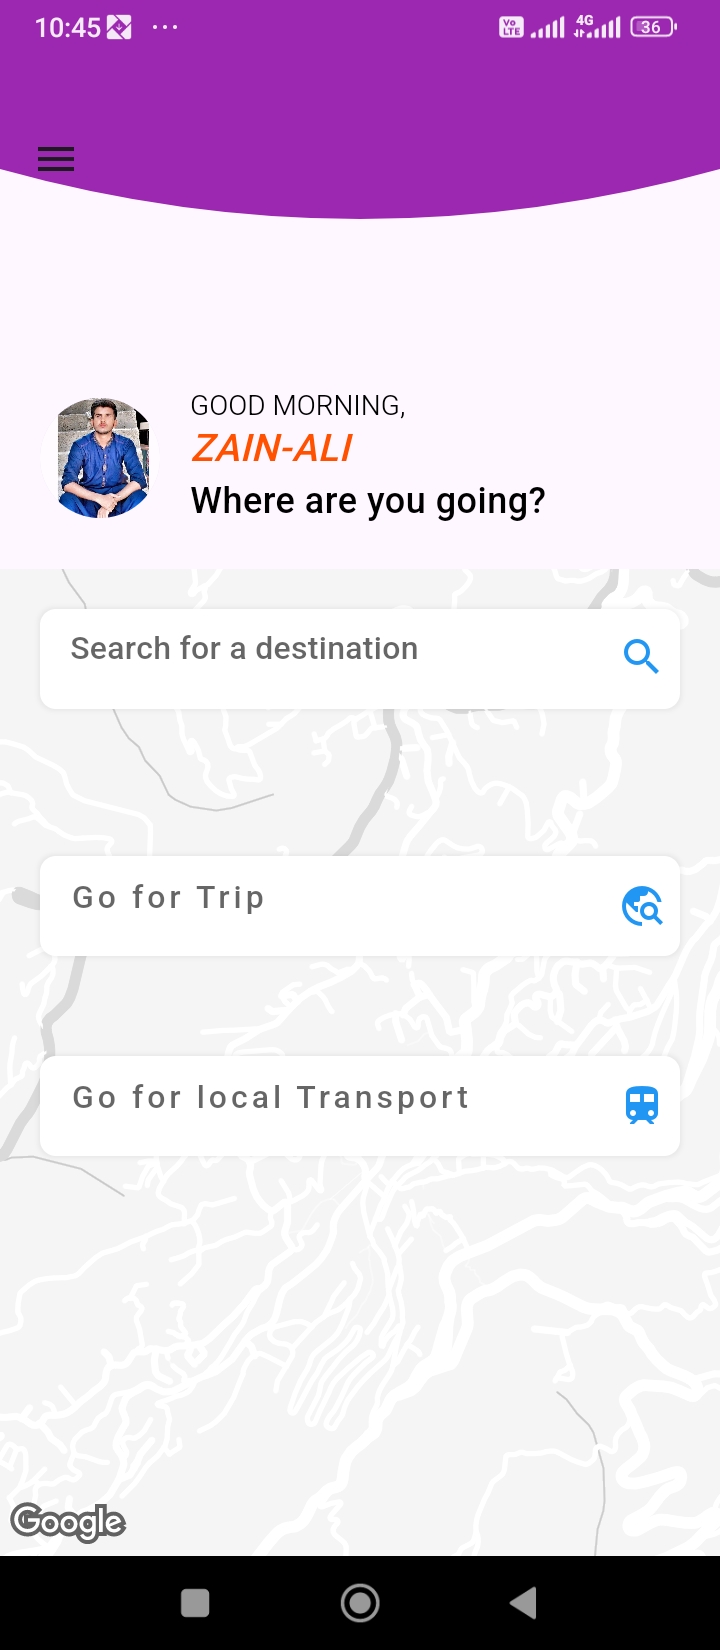 10:45 Vo LTE 4G 36
GOOD MORNING,
ZAIN-ALI
Where are you going?
Search for a destination
Go for Trip
Go for local Transport
Google